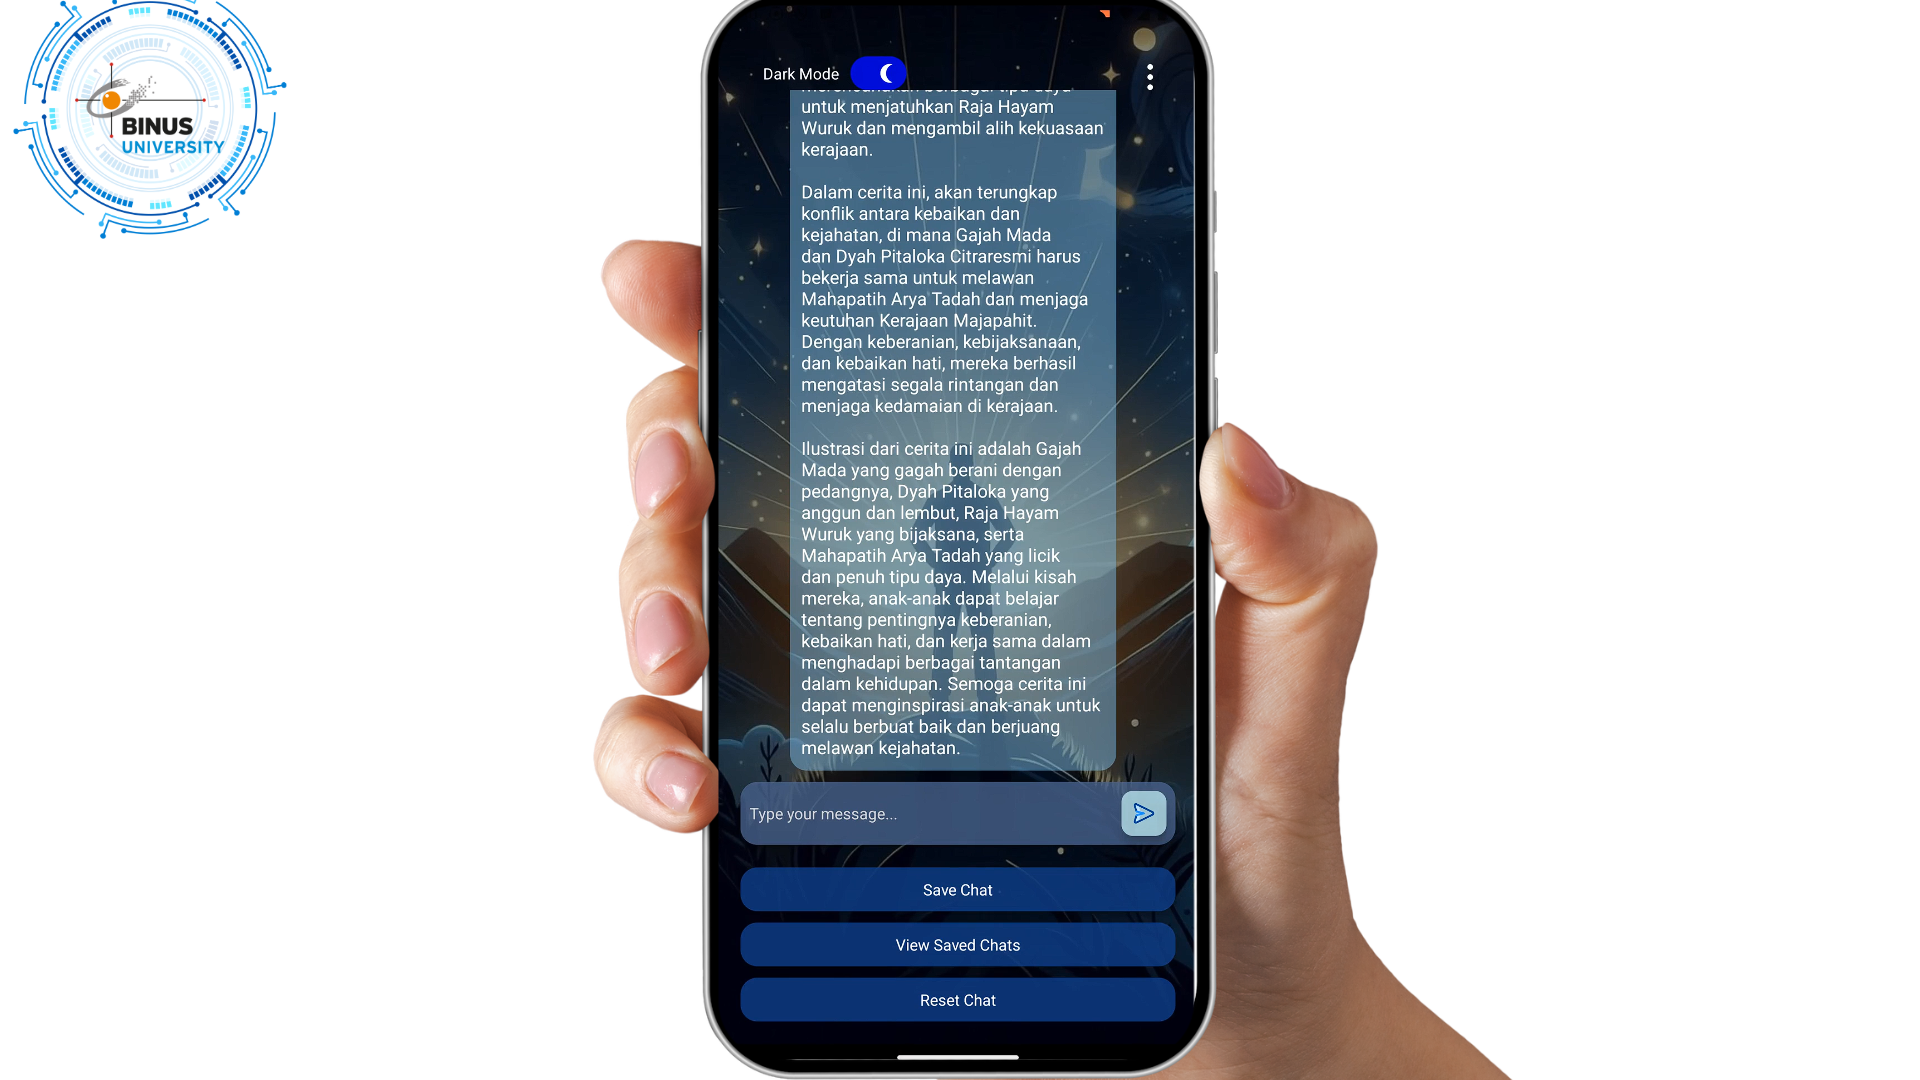 BINUS
UNIVERSITY
Dark Mode
untuk menjatuhkan Raja Hayam
Wuruk dan mengambil alih kekuasaan
kerajaan.
Dalam cerita ini, akan terungkap
konflik antara kebaikan dan
kejahatan, di mana Gajah Mada
dan Dyah Pitaloka Citraresmi harus
bekerja sama untuk melawan
Mahapatih Arya Tadah dan menjaga
keutuhan Kerajaan Majapahit.
Dengan keberanian, kebijaksanaan,
dan kebaikan hati, mereka berhasil
mengatasi segala rintangan dan
menjaga kedamaian di kerajaan.
Ilustrasi dari cerita ini adalah Gajah
Mada yang gagah berani dengan
pedangnya, Dyah Pitaloka yang
anggun dan lembut, Raja Hayam
Wuruk yang bijaksana, serta
Mahapatih Arya Tadah yang licik
dan penuh tipu daya. Melalui kisah
mereka, anak-anak dapat belajar
tentang pentingnya keberanian,
kebaikan hati, dan kerja sama dalam
menghadapi berbagai tantangan
dalam kehidupan. Semoga cerita ini
dapat menginspirasi anak-anak untuk
selalu berbuat baik dan berjuang
melawan kejahatan.
Type your message...
Save Chat
View Saved Chats
Reset Chat